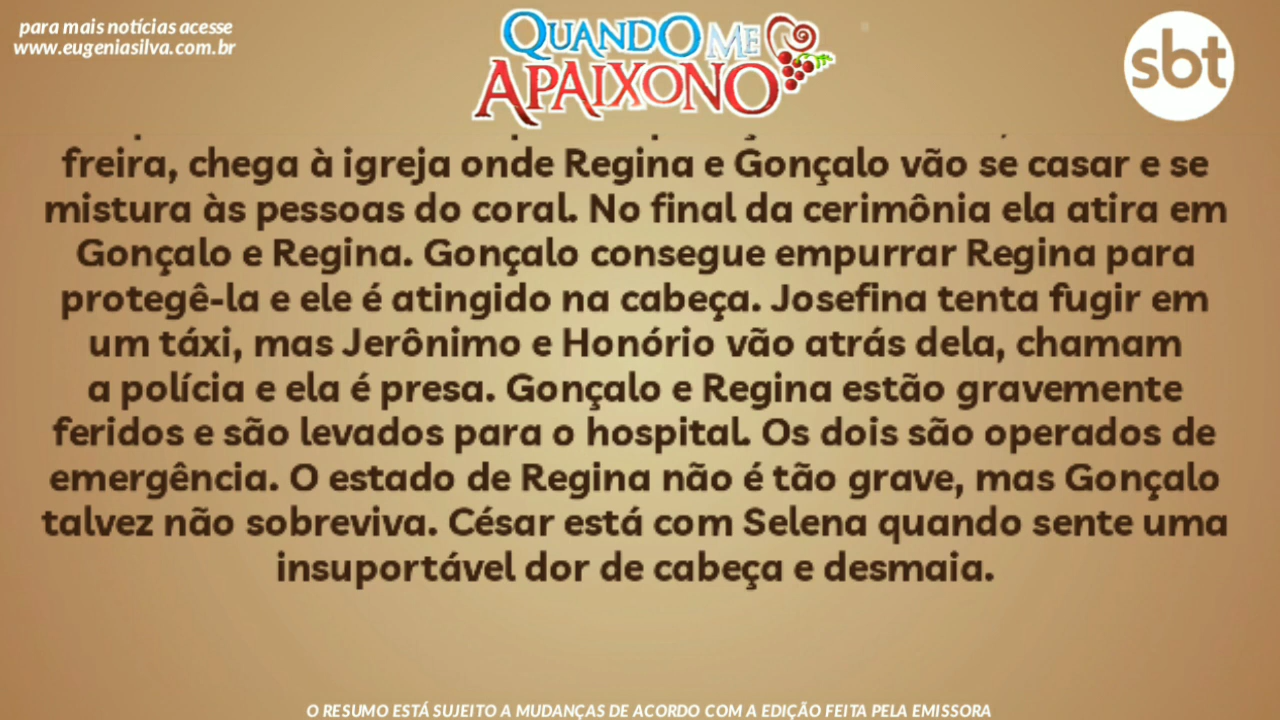 para mais notícias acesse
www.eugeniasilva.com.br
QUANDO ME
APAIXONO
sbt
freira, chega à igreja onde Regina e Gonçalo vão se casar e se
mistura às pessoas do coral. No final da cerimônia ela atira em
Gonçalo e Regina. Gonçalo consegue empurrar Regina para
protegê-la e ele é atingido na cabeça. Josefina tenta fugir em
um táxi, mas Jerônimo e Honório vão atrás dela, chamam
a polícia e ela é presa. Gonçalo e Regina estão gravemente
feridos e são levados para o hospital. Os dois são operados de
emergência. O estado de Regina não é tão grave, mas Gonçalo
talvez não sobreviva. César está com Selena quando sente uma
insuportável dor de cabeça e desmaia.
O RESUMO ESTÁ SUJEITO A MUDANÇAS DE ACORDO COM A EDIÇÃO FEITA PELA EMISSORA